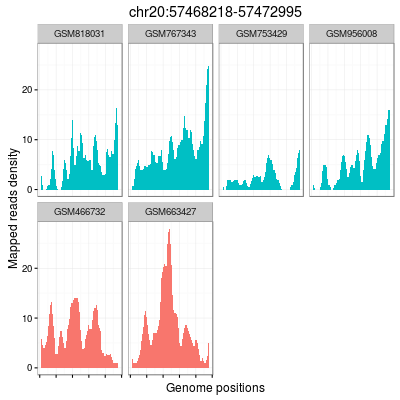 chr20:57468218-57472995
GSM818031 GSM767343 GSM753429 GSM956008
20
10
0
GSM466732 GSM663427
20
10
0
Mapped reads density
Genome positions